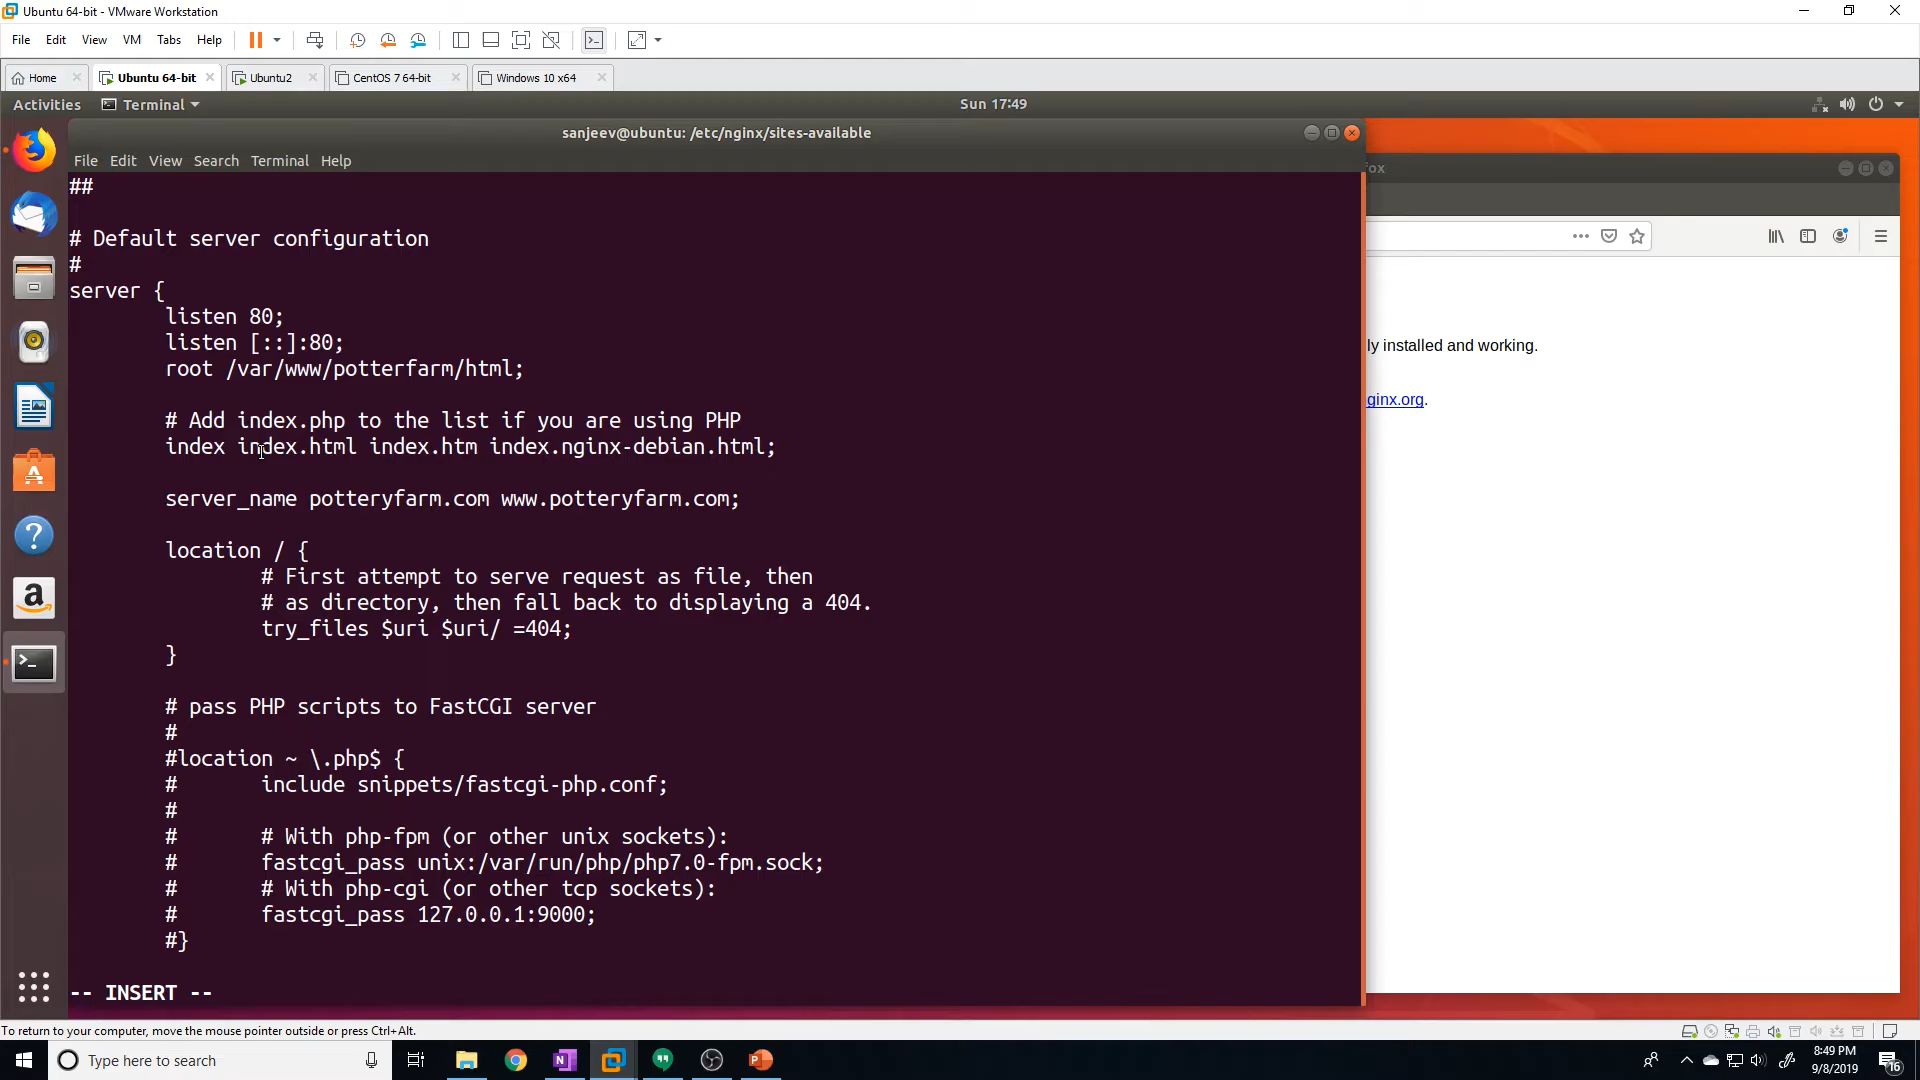 Ubuntu 64-bit - VMware Workstation
File Edit View VM Tabs Help
Home Ubuntu 64-bit Ubuntu2 CentOS 7 64-bit Windows 10 x64
Activities Terminal Sun 17:49
sanjeev@ubuntu: /etc/nginx/sites-available
fox
File Edit View Search Terminal Help
##
# Default server configuration
#
server {
listen 80;
listen [::]:80;
root /var/www/potterfarm/html;
# Add index.php to the list if you are using PHP
index index.html index.htm index.nginx-debian.html;
server_name potteryfarm.com www.potteryfarm.com;
location / {
# First attempt to serve request as file, then
# as directory, then fall back to displaying a 404.
try_files $uri $uri/ =404;
}
# pass PHP scripts to FastCGI server
#
#location ~ \.php$ {
# include snippets/fastcgi-php.conf;
#
# # With php-fpm (or other unix sockets):
# fastcgi_pass unix:/var/run/php/php7.0-fpm.sock;
# # With php-cgi (or other tcp sockets):
# fastcgi_pass 127.0.0.1:9000;
#}
-- INSERT --
ly installed and working.
ginx.org.
To return to your computer, move the mouse pointer outside or press Ctrl+Alt.
Type here to search
8:49 PM
9/8/2019
16